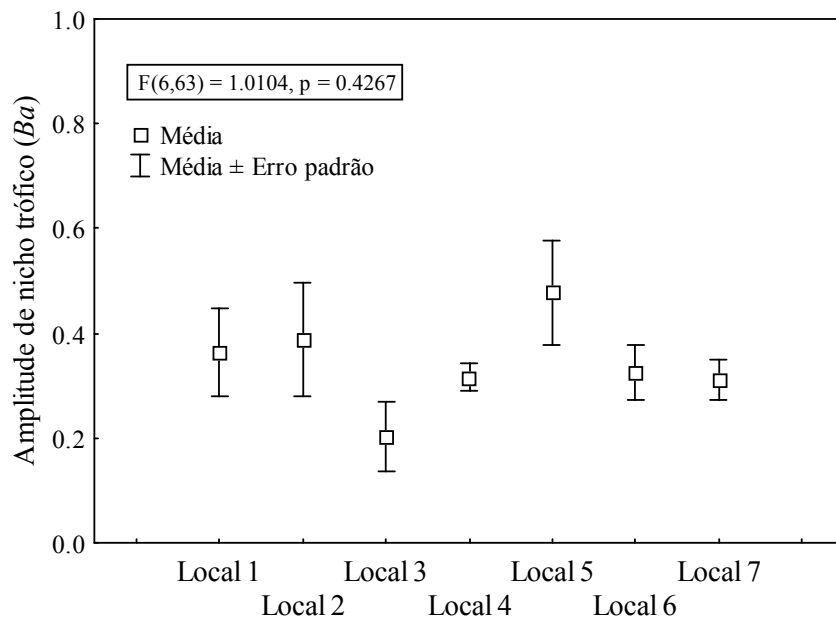 1.0
F(6,63) = 1.0104, p = 0.4267
0.8
Média
Média ± Erro padrão
0.6
Amplitude de nicho trófico (Ba)
0.4
0.2
0.0
Local 1 Local 3 Local 5 Local 7
Local 2 Local 4 Local 6